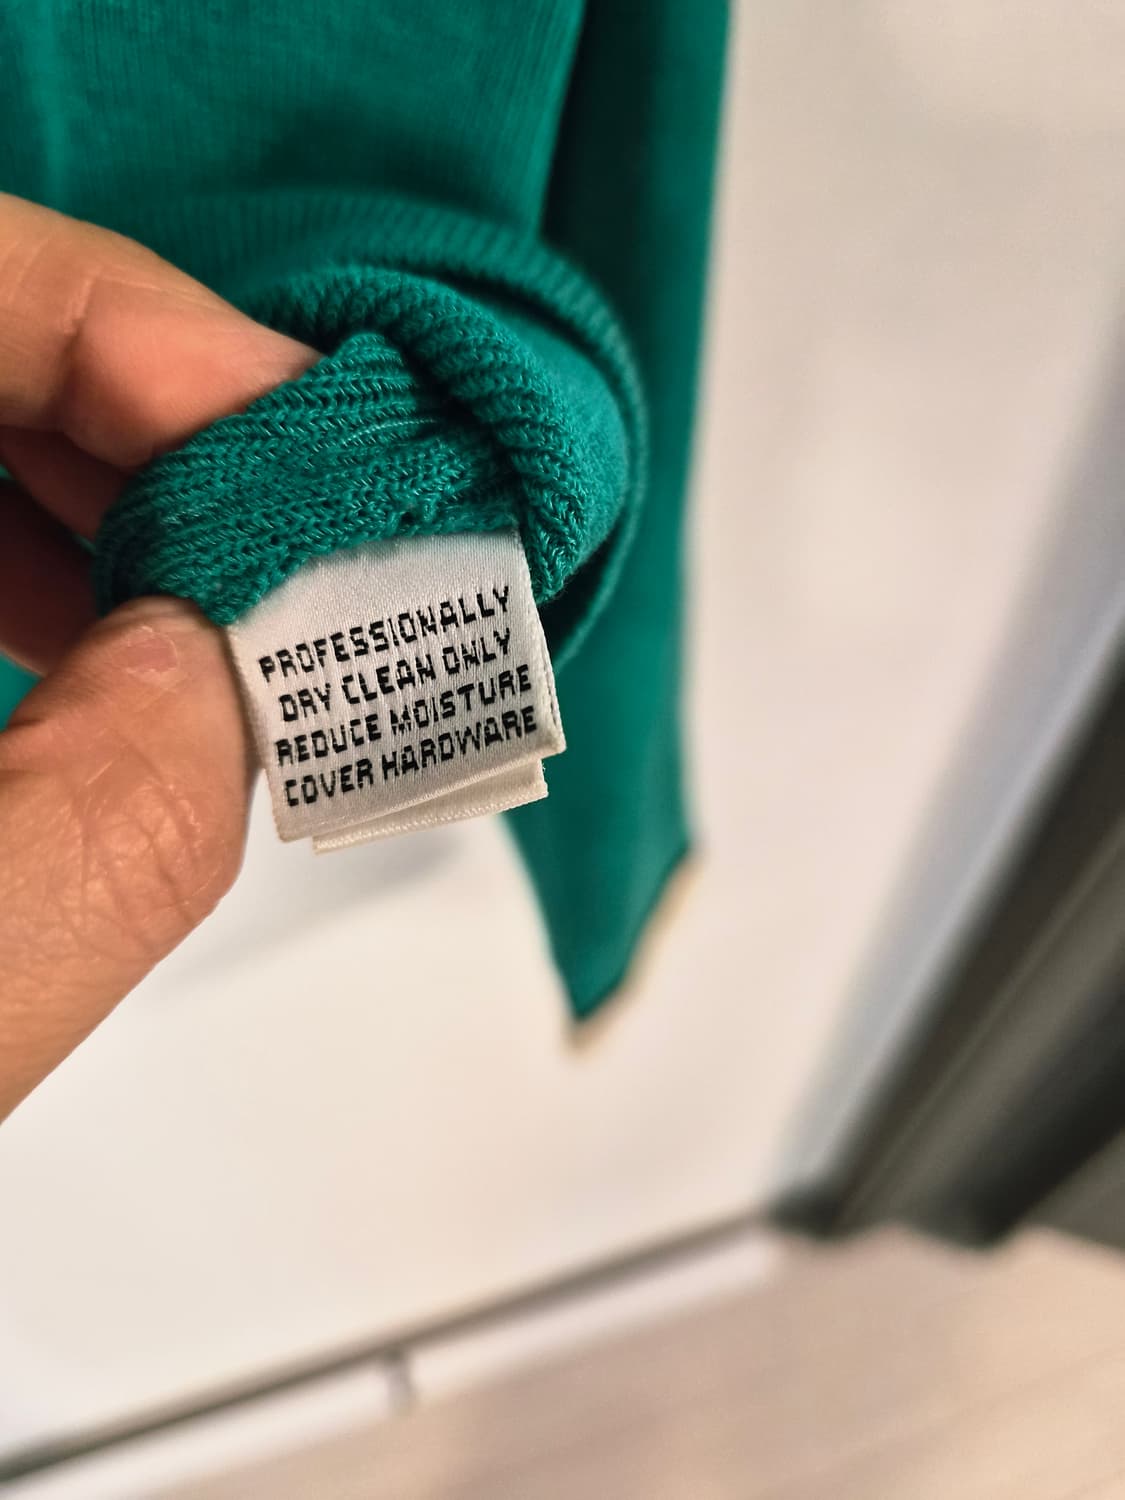 PROFESSIONALLY
DRY CLEAN ONLY
REDUCE MOISTURE
COVER HARDWARE